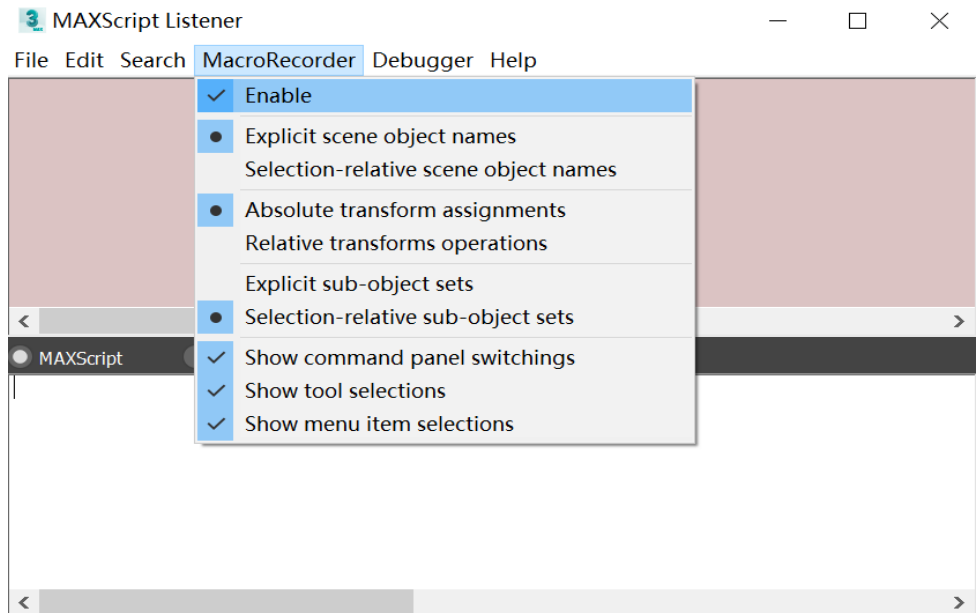 3 MAXScript Listener
File Edit Search MacroRecorder Debugger Help
Enable
Explicit scene object names
Selection-relative scene object names
Absolute transform assignments
Relative transforms operations
Explicit sub-object sets
Selection-relative sub-object sets
MAXScript
Show command panel switchings
Show tool selections
Show menu item selections